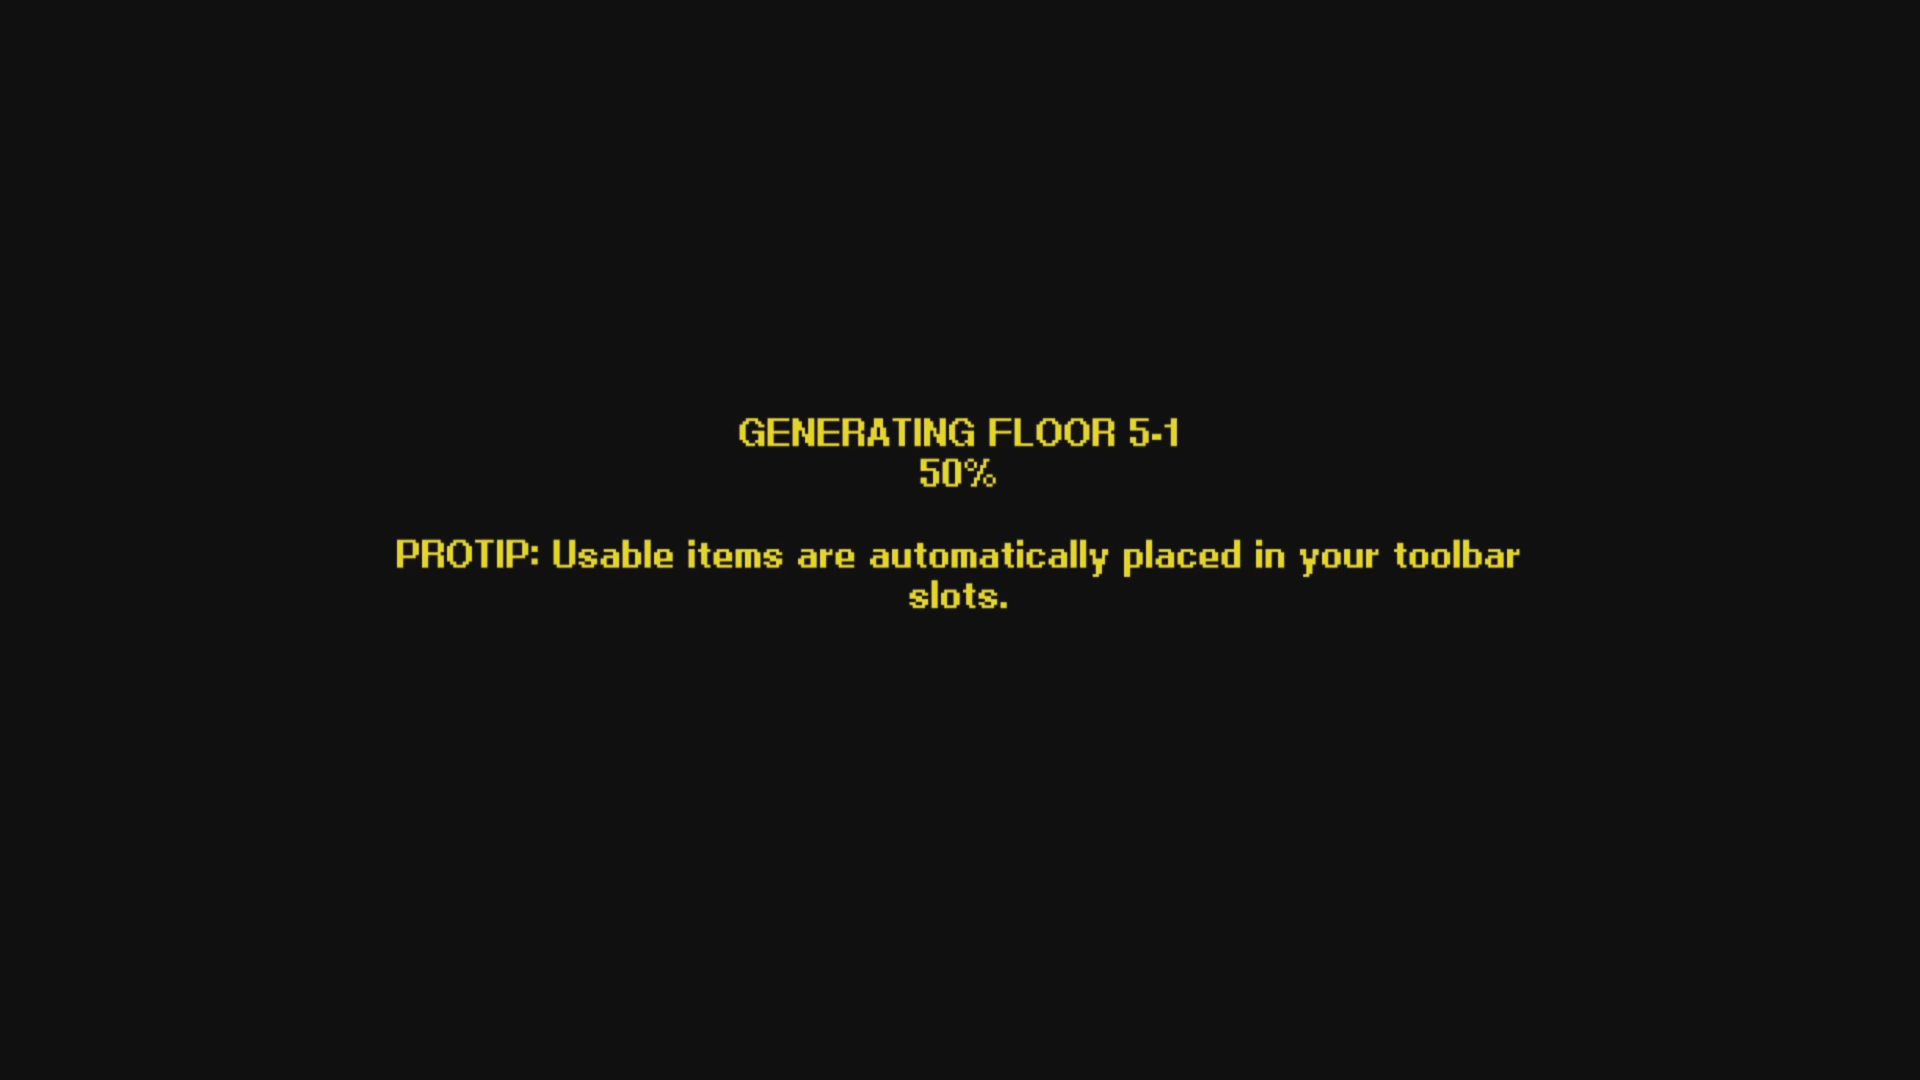 GENERATING FLOOR 5-1
50%
PROTIP: Usable items are automatically placed in your toolbar
slots.